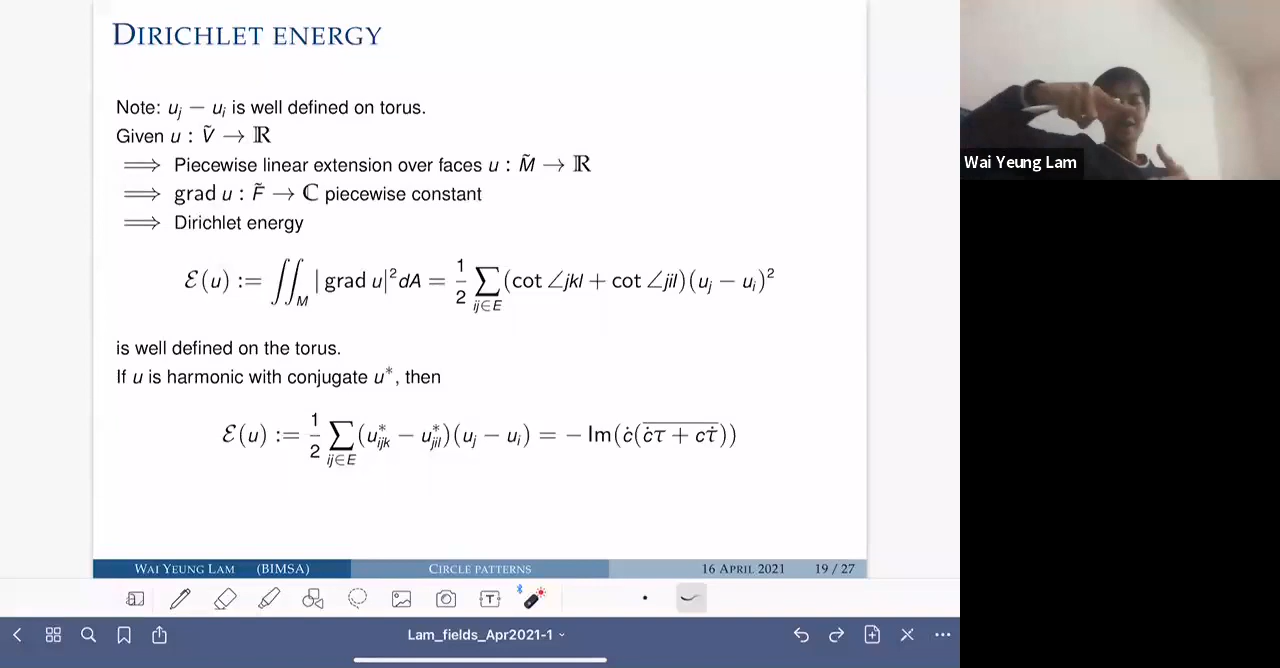 DIRICHLET ENERGY
Note: u_j − u_i is well defined on torus.
Given u : Ṽ → ℝ
⟹ Piecewise linear extension over faces u : M̃ → ℝ
⟹ grad u : F̃ → ℂ piecewise constant
⟹ Dirichlet energy
ℰ(u) := ∬_M | grad u|²dA = 1/2 ∑_{ij∈E} (cot ∠jkl + cot ∠jil)(u_j − u_i)²
is well defined on the torus.
If u is harmonic with conjugate u*, then
ℰ(u) := 1/2 ∑_{ij∈E} (u*_{ijk} − u*_{jil})(u_j − u_i) = − Im(ċ(\overline{ċτ + cτ̇}))
WAI YEUNG LAM (BIMSA) CIRCLE PATTERNS 16 APRIL 2021 19 / 27
Lam_fields_Apr2021-1
Wai Yeung Lam